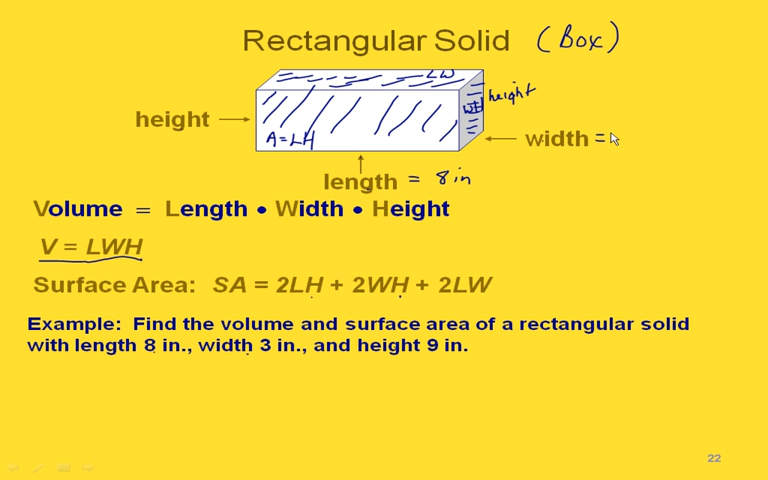 Rectangular Solid (Box)
LW
height
WH
height
A = LH
width =
length = 8 in
Volume = Length • Width • Height
V = LWH
Surface Area: SA = 2LH + 2WH + 2LW
Example: Find the volume and surface area of a rectangular solid
with length 8 in., width 3 in., and height 9 in.
22